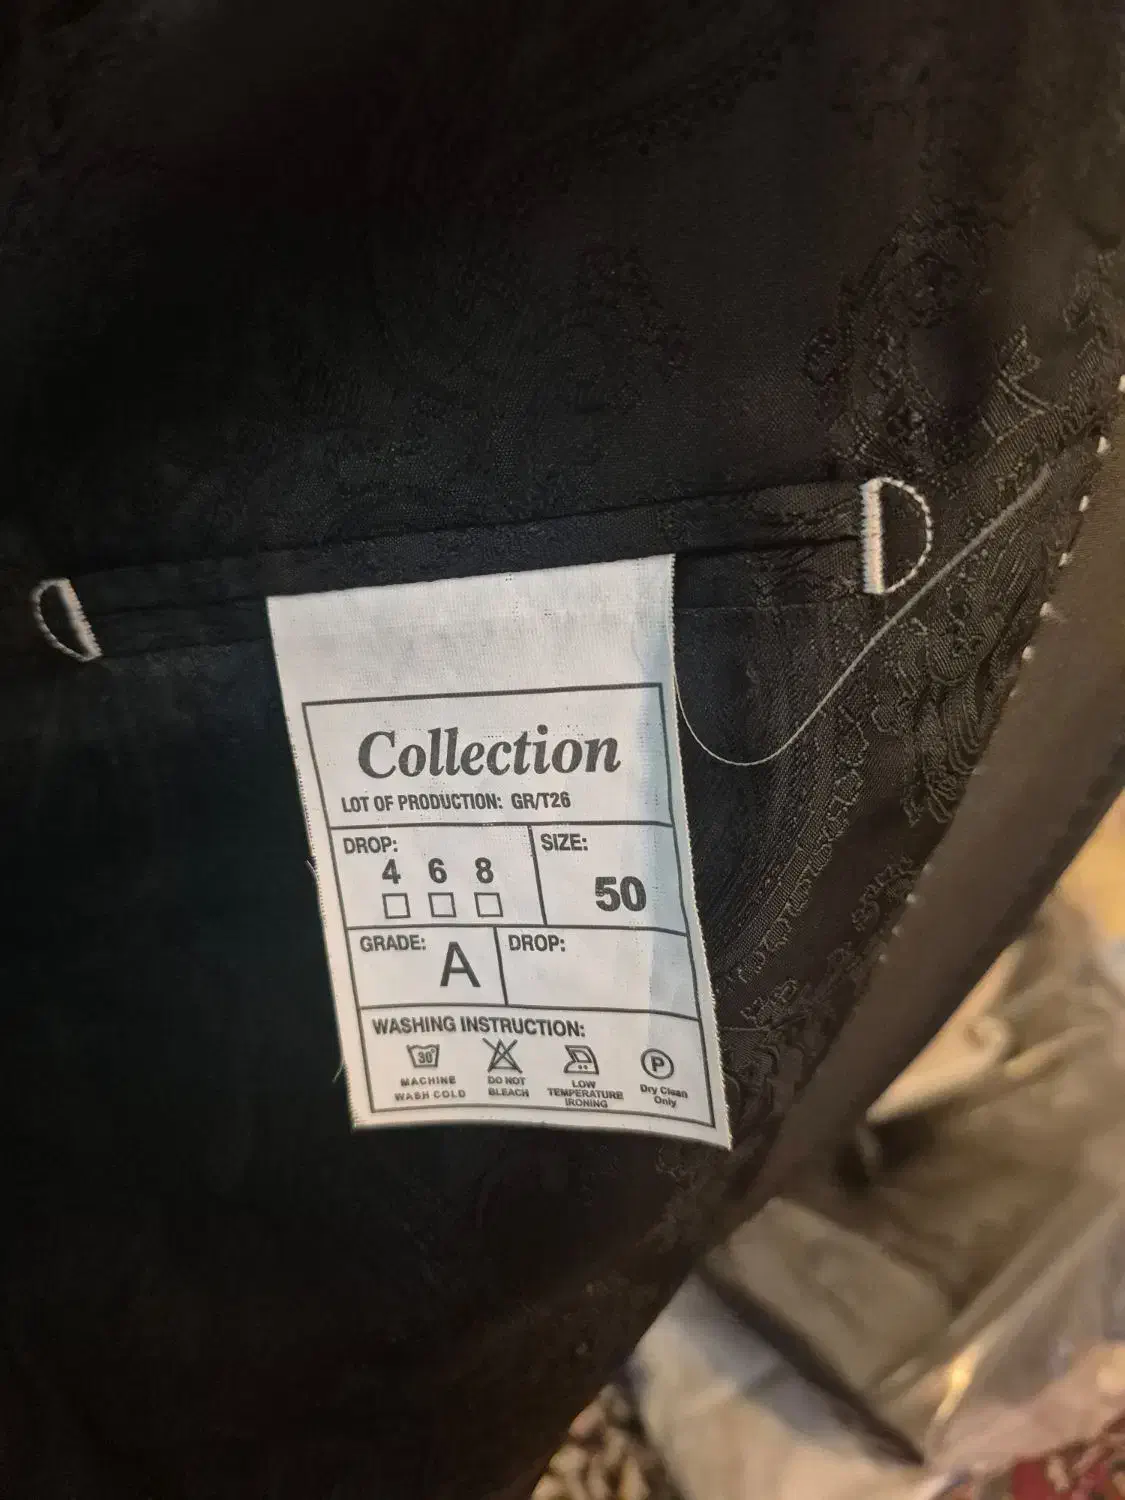 Collection
LOT OF PRODUCTION: GR/T26
DROP:
4 6 8
SIZE:
50
GRADE:
A
DROP:
WASHING INSTRUCTION:
30°
P
MACHINE
WASH COLD
DO NOT
BLEACH
LOW
TEMPERATURE
IRONING
Dry Clean
Only